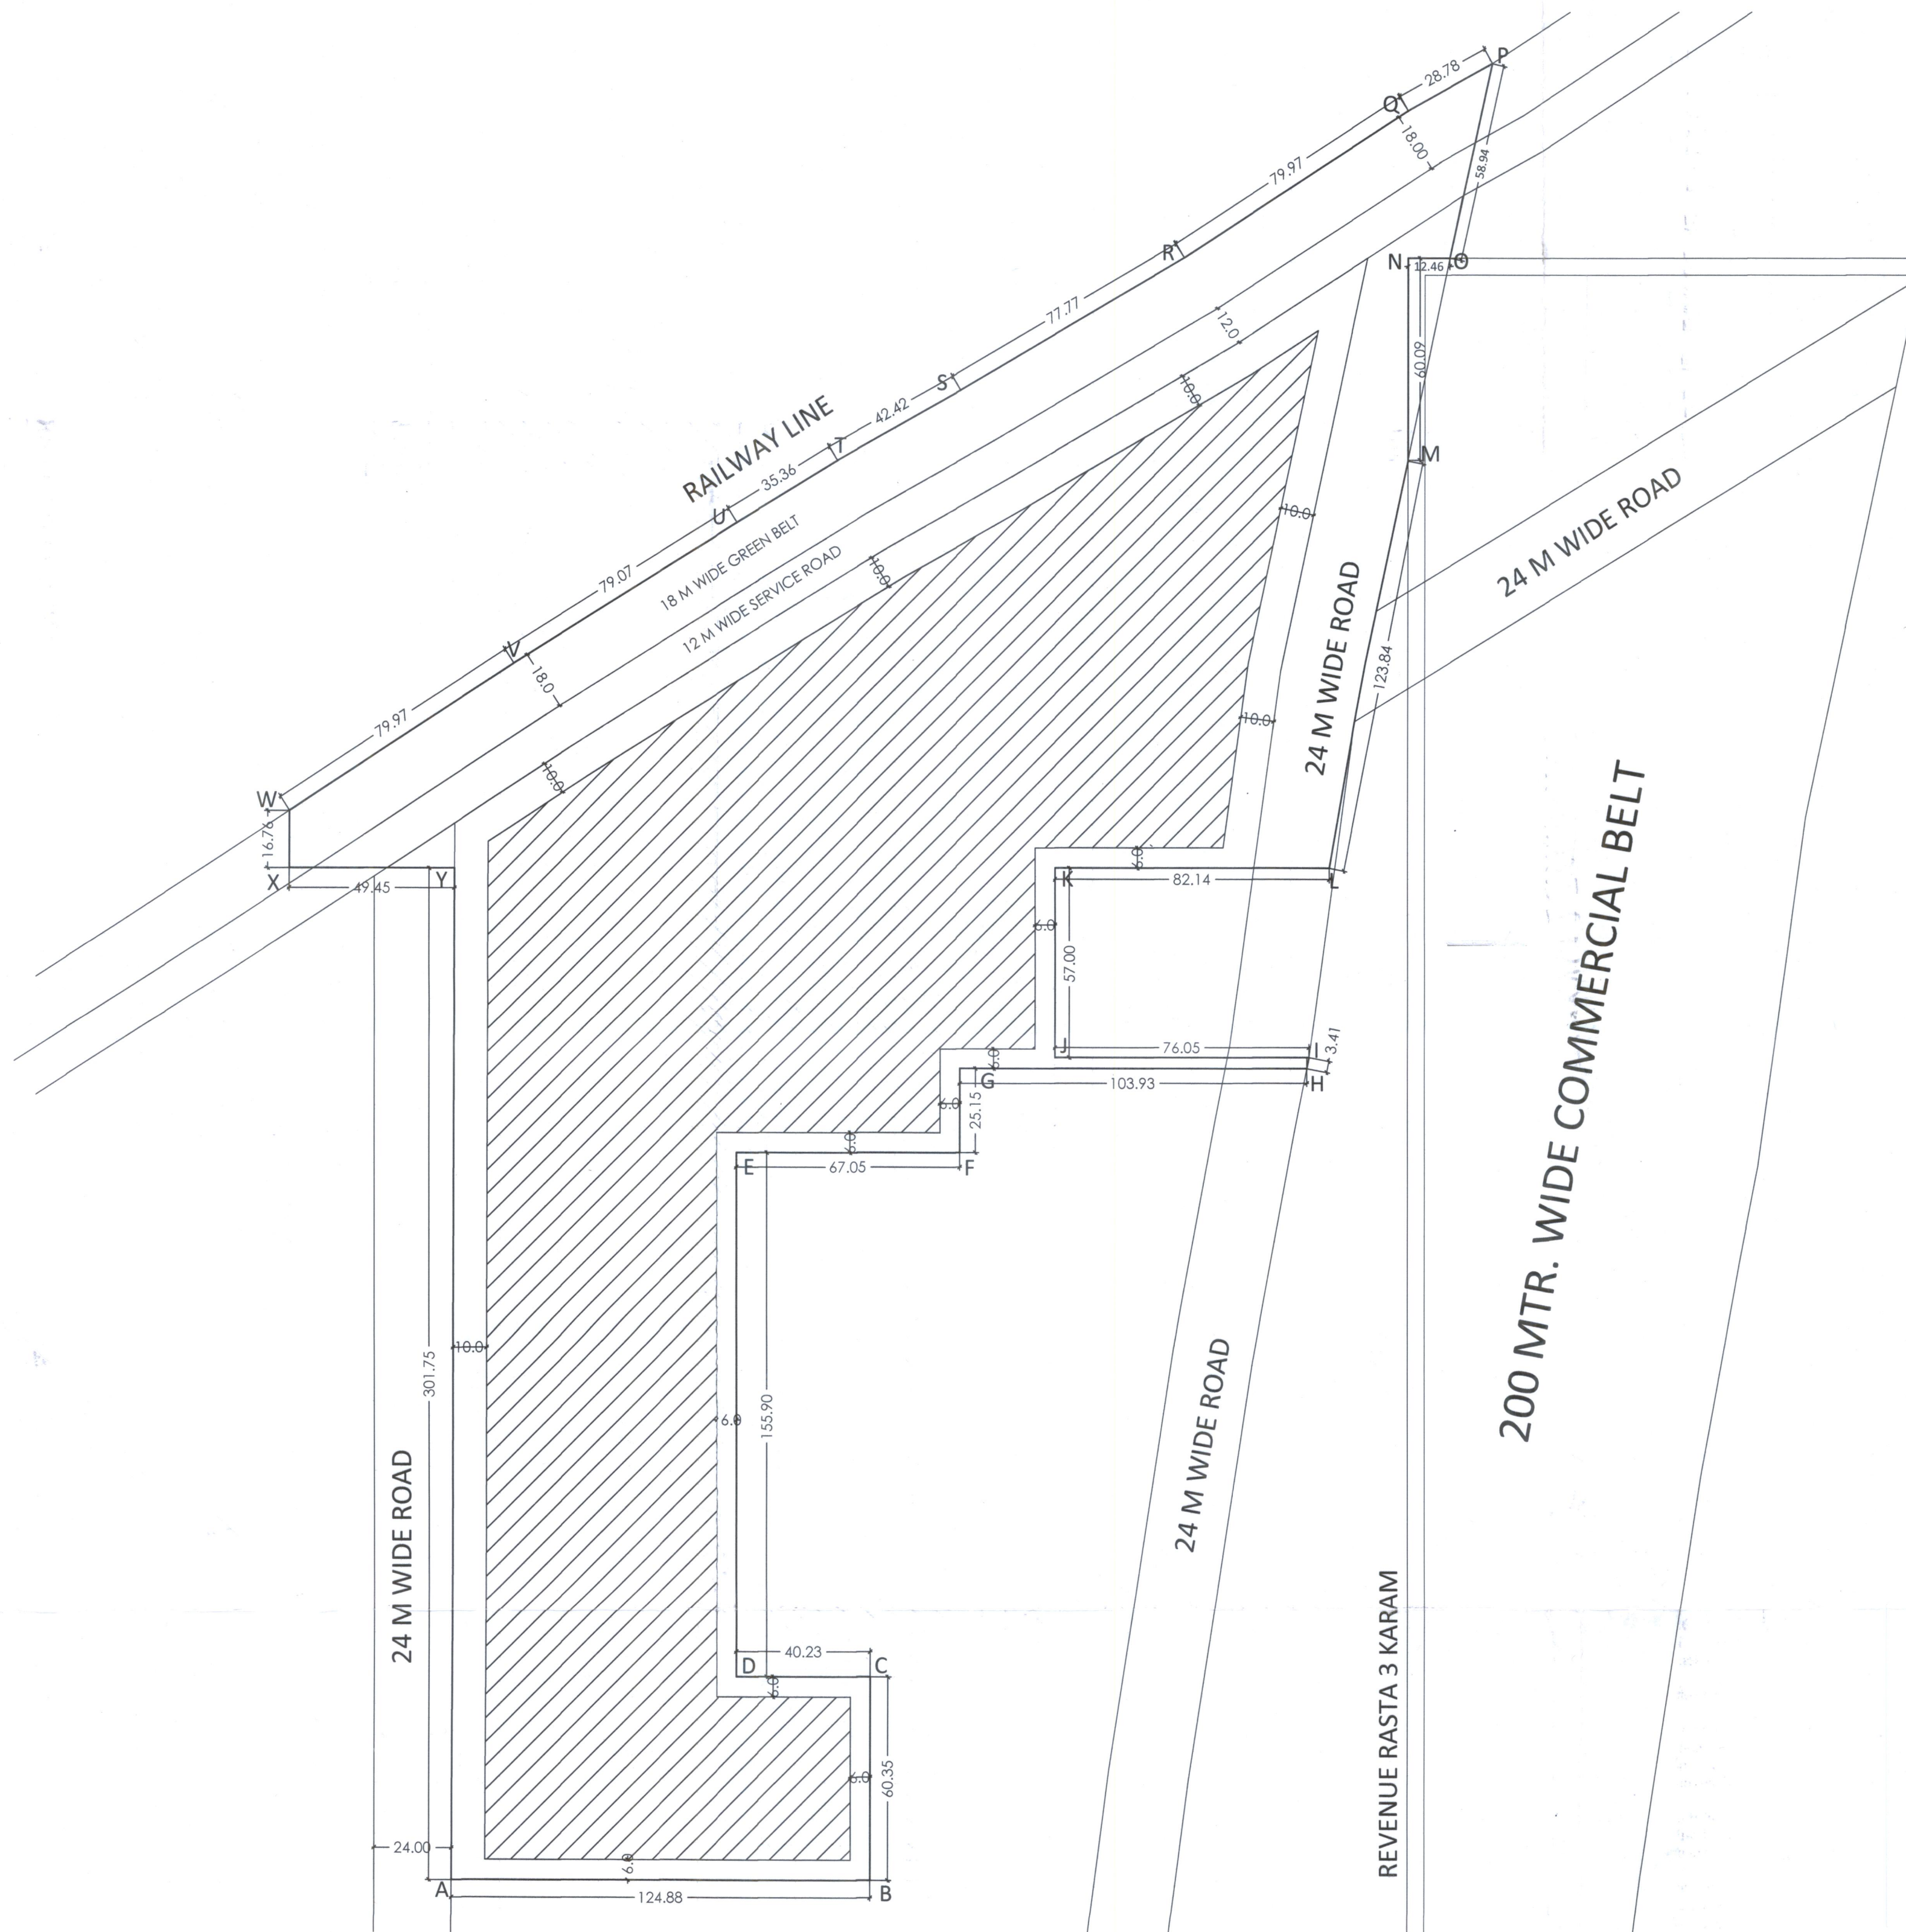 P
28.78
Q
18.00
79.97
58.94
R
N
12.46
O
77.77
12.0
60.09
S
10.0
42.42
RAILWAY LINE
T
M
35.36
U
10.0
24 M WIDE ROAD
18 M WIDE GREEN BELT
10.0
79.07
12 M WIDE SERVICE ROAD
V
18.0
24 M WIDE ROAD
123.84
79.97
10.0
10.0
W
16.76
X
49.45
Y
6.0
K
82.14
L
6.0
57.00
200 MTR. WIDE COMMERCIAL BELT
J
76.05
I
3.41
6.0
G
103.93
H
6.0
25.15
6.0
E
67.05
F
10.0
301.75
6.0
155.90
24 M WIDE ROAD
24 M WIDE ROAD
40.23
D
C
6.0
REVENUE RASTA 3 KARAM
6.0
60.35
24.00
6.0
A
124.88
B